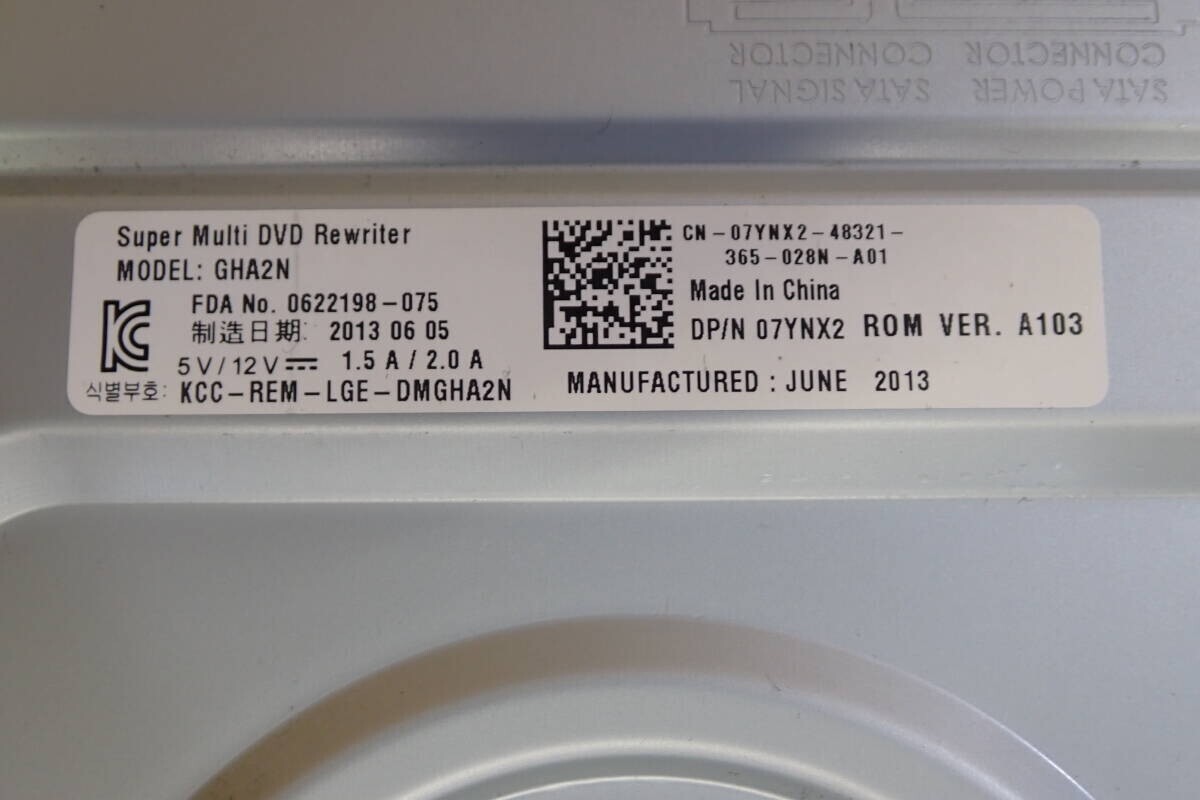 SATA SIGNAL CONNECTOR
SATA POWER CONNECTOR
Super Multi DVD Rewriter
MODEL: GHA2N
FDA No. 0622198-075
制造日期: 2013 06 05
5V/12V⎓ 1.5 A / 2.0 A
식별부호: KCC-REM-LGE-DMGHA2N
CN-07YNX2-48321-
365-028N-A01
Made In China
DP/N 07YNX2 ROM VER. A103
MANUFACTURED : JUNE 2013